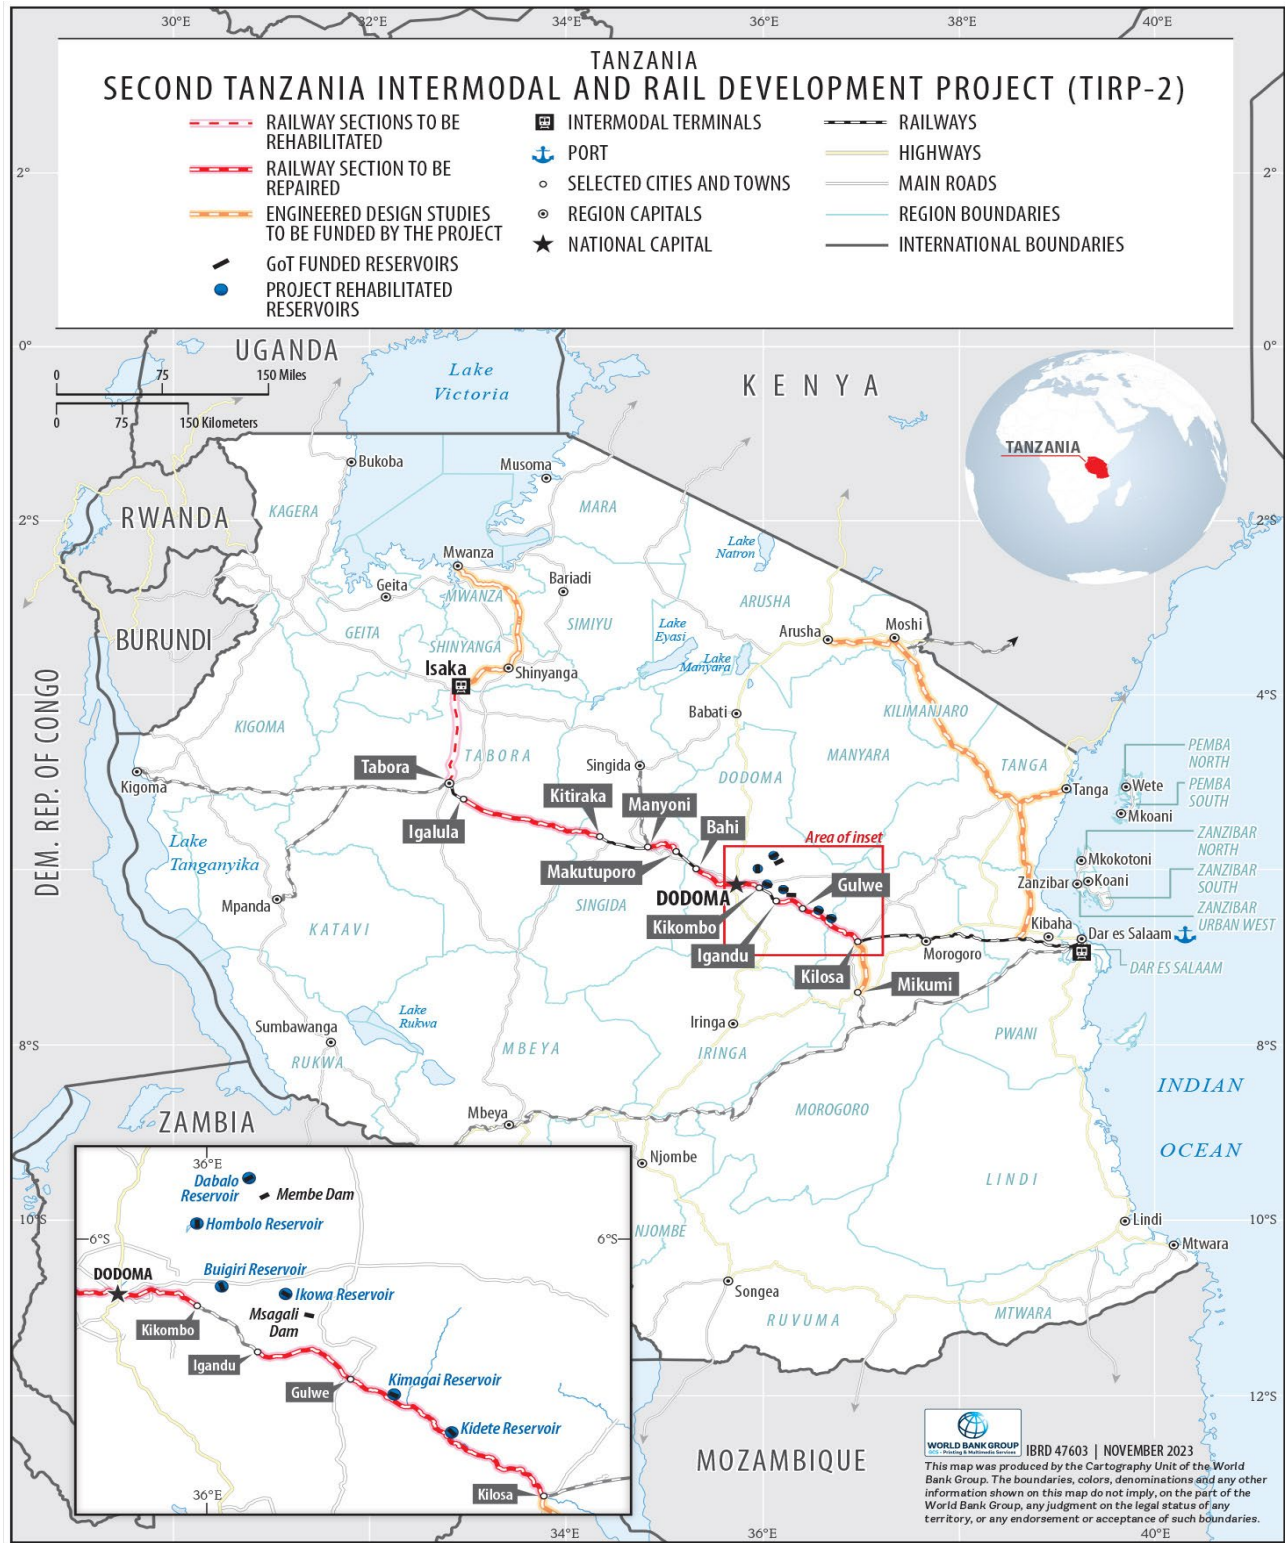 30°E
32°E
34°E
36°E
38°E
40°E
TANZANIA
SECOND TANZANIA INTERMODAL AND RAIL DEVELOPMENT PROJECT (TIRP-2)
RAILWAY SECTIONS TO BE
REHABILITATED
RAILWAY SECTION TO BE
REPAIRED
ENGINEERED DESIGN STUDIES
TO BE FUNDED BY THE PROJECT
GoT FUNDED RESERVOIRS
PROJECT REHABILITATED
RESERVOIRS
INTERMODAL TERMINALS
PORT
SELECTED CITIES AND TOWNS
REGION CAPITALS
NATIONAL CAPITAL
RAILWAYS
HIGHWAYS
MAIN ROADS
REGION BOUNDARIES
INTERNATIONAL BOUNDARIES
2°
2°
0°
0°
UGANDA
Lake
Victoria
KENYA
0 75 150 Miles
0 75 150 Kilometers
TANZANIA
Bukoba
Musoma
KAGERA
MARA
RWANDA
2°S
2°S
Lake
Natron
Mwanza
Geita
MWANZA
Bariadi
ARUSHA
SIMIYU
BURUNDI
GEITA
SHINYANGA
Lake
Eyasi
Lake
Manyara
Arusha
Moshi
Isaka
Shinyanga
DEM. REP. OF CONGO
4°S
KIGOMA
Babati
KILIMANJARO
TABORA
DODOMA
MANYARA
TANGA
PEMBA
NORTH
Tabora
Singida
Kigoma
Tanga
Wete
PEMBA
SOUTH
Kitiraka
Manyoni
Mkoani
Igalula
Bahi
Area of inset
ZANZIBAR
NORTH
Lake
Tanganyika
Makutuporo
Mkokotoni
ZANZIBAR
SOUTH
DODOMA
Gulwe
Zanzibar
Koani
Mpanda
SINGIDA
Kikombo
ZANZIBAR
URBAN WEST
KATAVI
Igandu
Kibaha
Dar es Salaam
Kilosa
Morogoro
DAR ES SALAAM
Mikumi
Lake
Rukwa
Iringa
Sumbawanga
PWANI
8°S
8°S
RUKWA
MBEYA
IRINGA
INDIAN
OCEAN
ZAMBIA
Mbeya
MOROGORO
Njombe
LINDI
10°S
10°S
NJOMBE
Lindi
Mtwara
Songea
RUVUMA
MTWARA
36°E
Dabalo
Reservoir
Membe Dam
Hombolo Reservoir
6°S
6°S
DODOMA
Buigiri Reservoir
Ikowa Reservoir
Kikombo
Msagali
Dam
Igandu
Gulwe
Kimagai Reservoir
Kidete Reservoir
Kilosa
36°E
12°S
MOZAMBIQUE
WORLD BANK GROUP
GCS - Printing & Multimedia Services
IBRD 47603 | NOVEMBER 2023
This map was produced by the Cartography Unit of the World
Bank Group. The boundaries, colors, denominations and any other
information shown on this map do not imply, on the part of the
World Bank Group, any judgment on the legal status of any
territory, or any endorsement or acceptance of such boundaries.
34°E
36°E
40°E